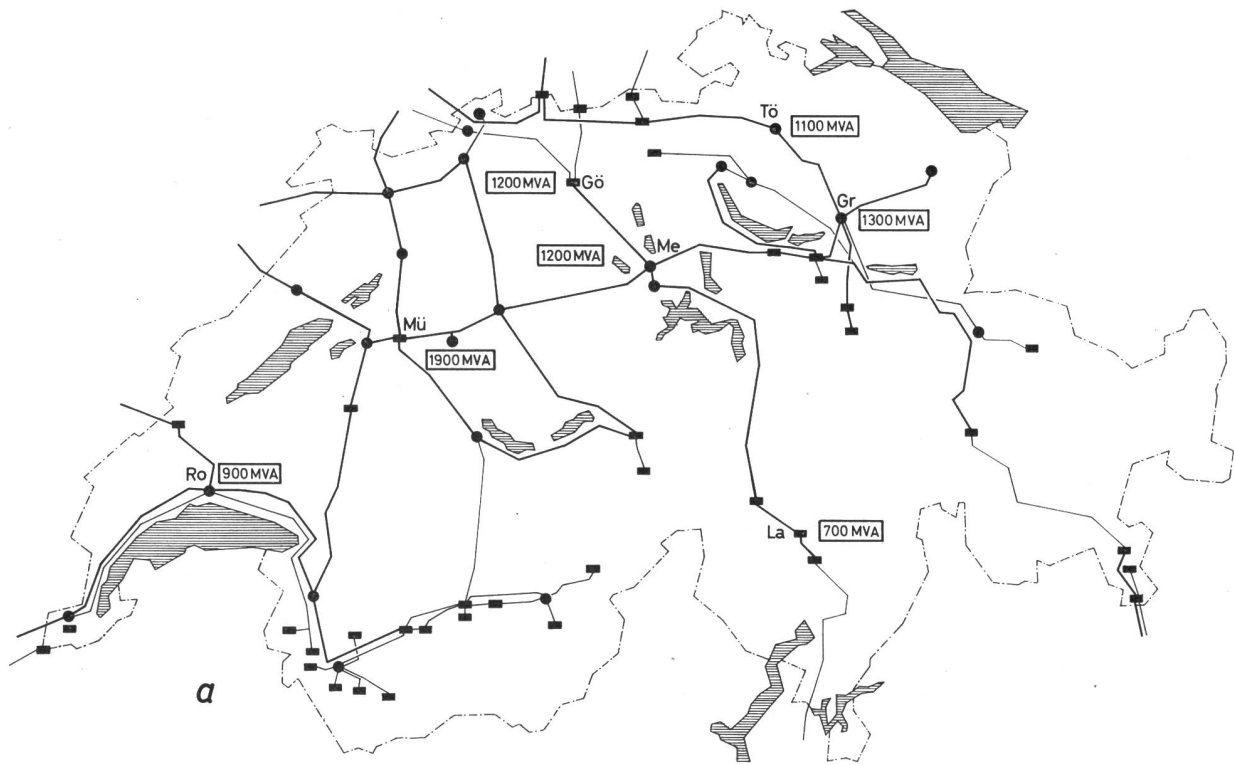 Tö
1100 MVA
1200 MVA
Gö
Gr
1300 MVA
1200 MVA
Me
Mü
1900 MVA
Ro
900 MVA
La
700 MVA
a